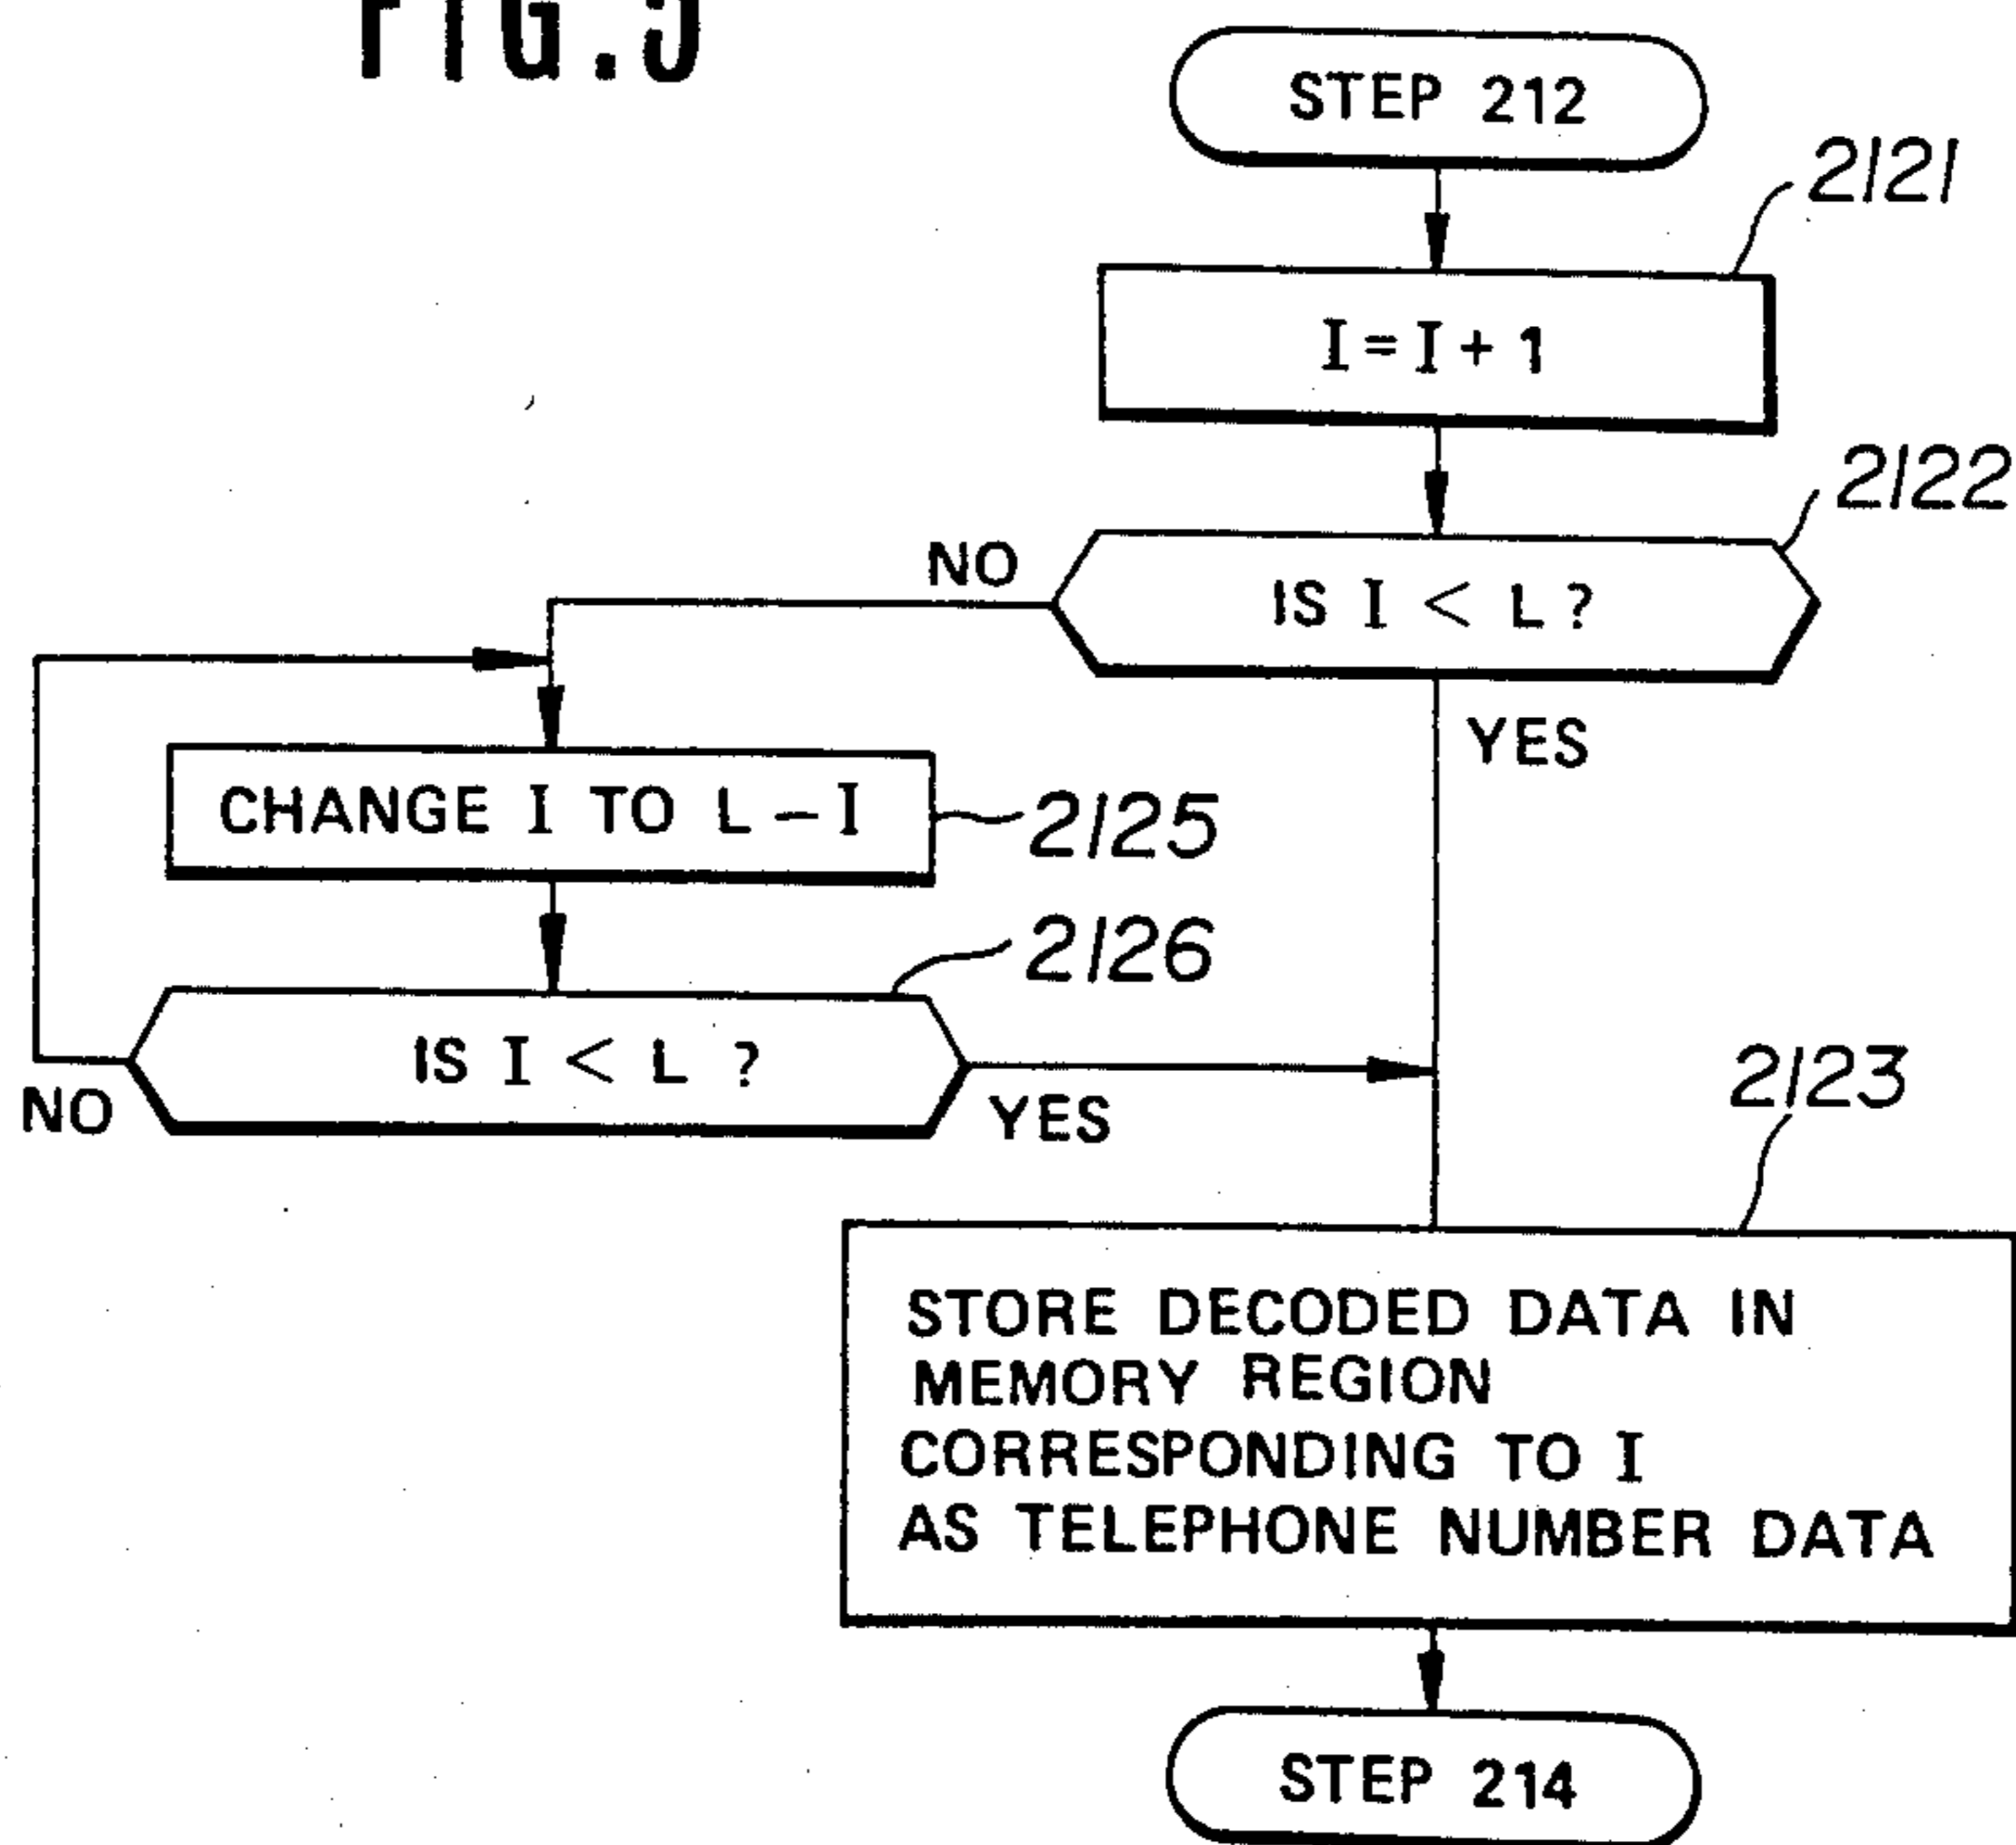 FIG.5
STEP 212
2121
I=I+1
2122
NO
IS I < L ?
YES
CHANGE I TO L-I
2125
2126
IS I < L ?
NO
YES
2123
STORE DECODED DATA IN
MEMORY REGION
CORRESPONDING TO I
AS TELEPHONE NUMBER DATA
STEP 214